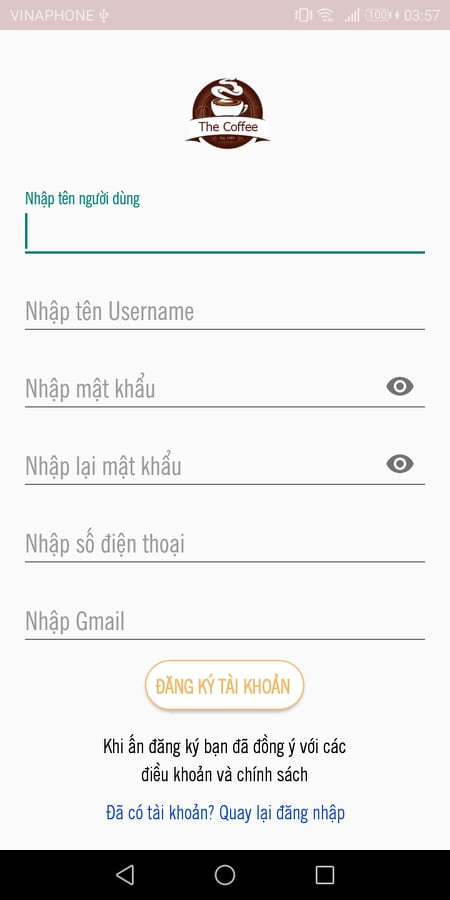 VINAPHONE 100 03:57
The Coffee
Nhập tên người dùng
Nhập tên Username
Nhập mật khẩu
Nhập lại mật khẩu
Nhập số điện thoại
Nhập Gmail
ĐĂNG KÝ TÀI KHOẢN
Khi ấn đăng ký bạn đã đồng ý với các
điều khoản và chính sách
Đã có tài khoản? Quay lại đăng nhập